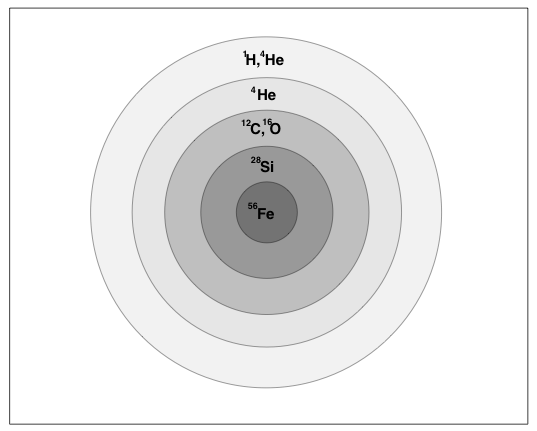 ¹H,⁴He
⁴He
¹²C,¹⁶O
²⁸Si
⁵⁶Fe